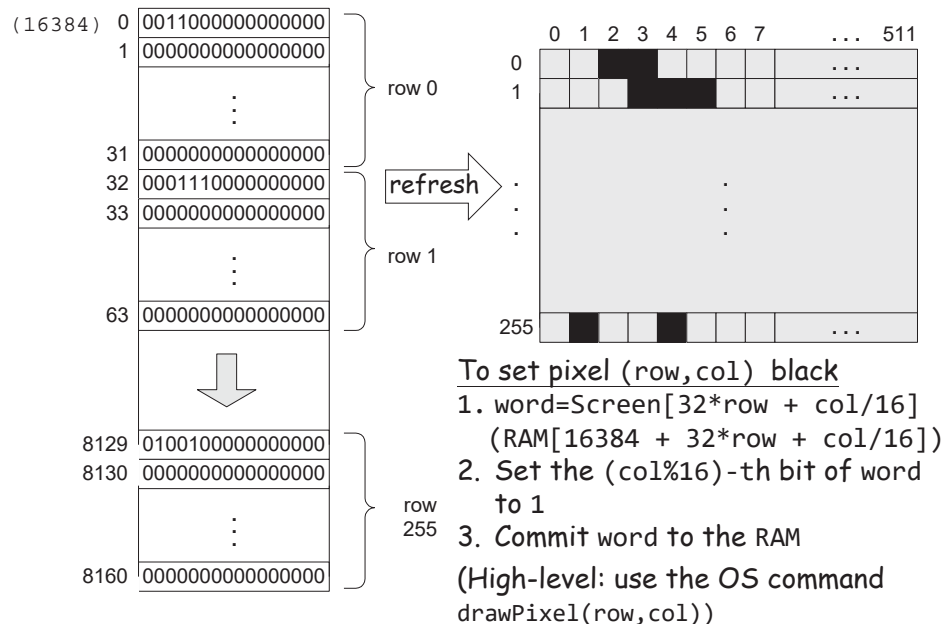 (16384) 0 0011000000000000
1 0000000000000000
row 0
31 0000000000000000
32 0001110000000000
33 0000000000000000
row 1
63 0000000000000000
8129 0100100000000000
8130 0000000000000000
row
255
8160 0000000000000000
refresh
0 1 2 3 4 5 6 7 ... 511
0 ...
1 ...
255 ...
To set pixel (row,col) black
1. word=Screen[32*row + col/16]
(RAM[16384 + 32*row + col/16])
2. Set the (col%16)-th bit of word
to 1
3. Commit word to the RAM
(High-level: use the OS command
drawPixel(row,col))